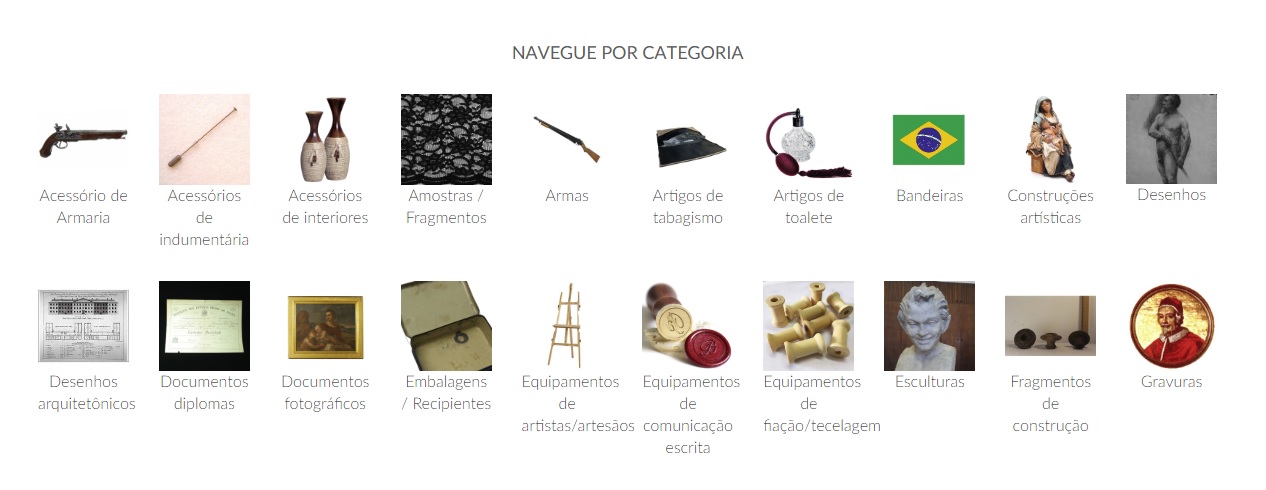 NAVEGUE POR CATEGORIA
Acessório de
Armaria
Acessórios
de
indumentária
Acessórios
de interiores
Amostras /
Fragmentos
Armas
Artigos de
tabagismo
Artigos de
toalete
Bandeiras
Construções
artísticas
Desenhos
Desenhos
arquitetônicos
Documentos
diplomas
Documentos
fotográficos
Embalagens
/ Recipientes
Equipamentos
de
artistas/artesãos
Equipamentos
de
comunicação
escrita
Equipamentos
de
fiação/tecelagem
Esculturas
Fragmentos
de
construção
Gravuras